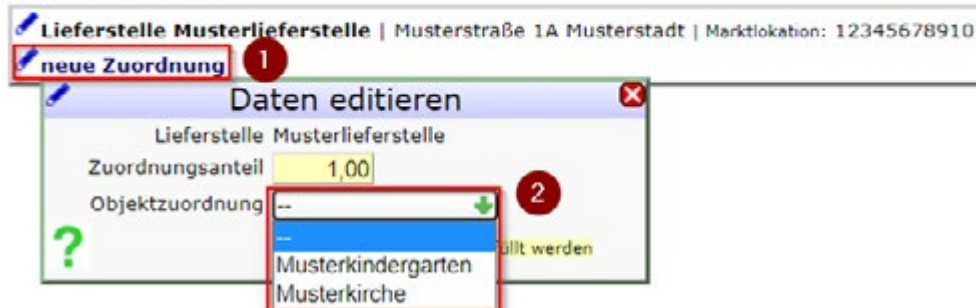 Lieferstelle Musterlieferstelle | Musterstraße 1A Musterstadt | Marktlokation: 12345678910
neue Zuordnung
1
Daten editieren
Lieferstelle Musterlieferstelle
Zuordnungsanteil 1,00
Objektzuordnung --
2
--
werden
Musterkindergarten
Musterkirche